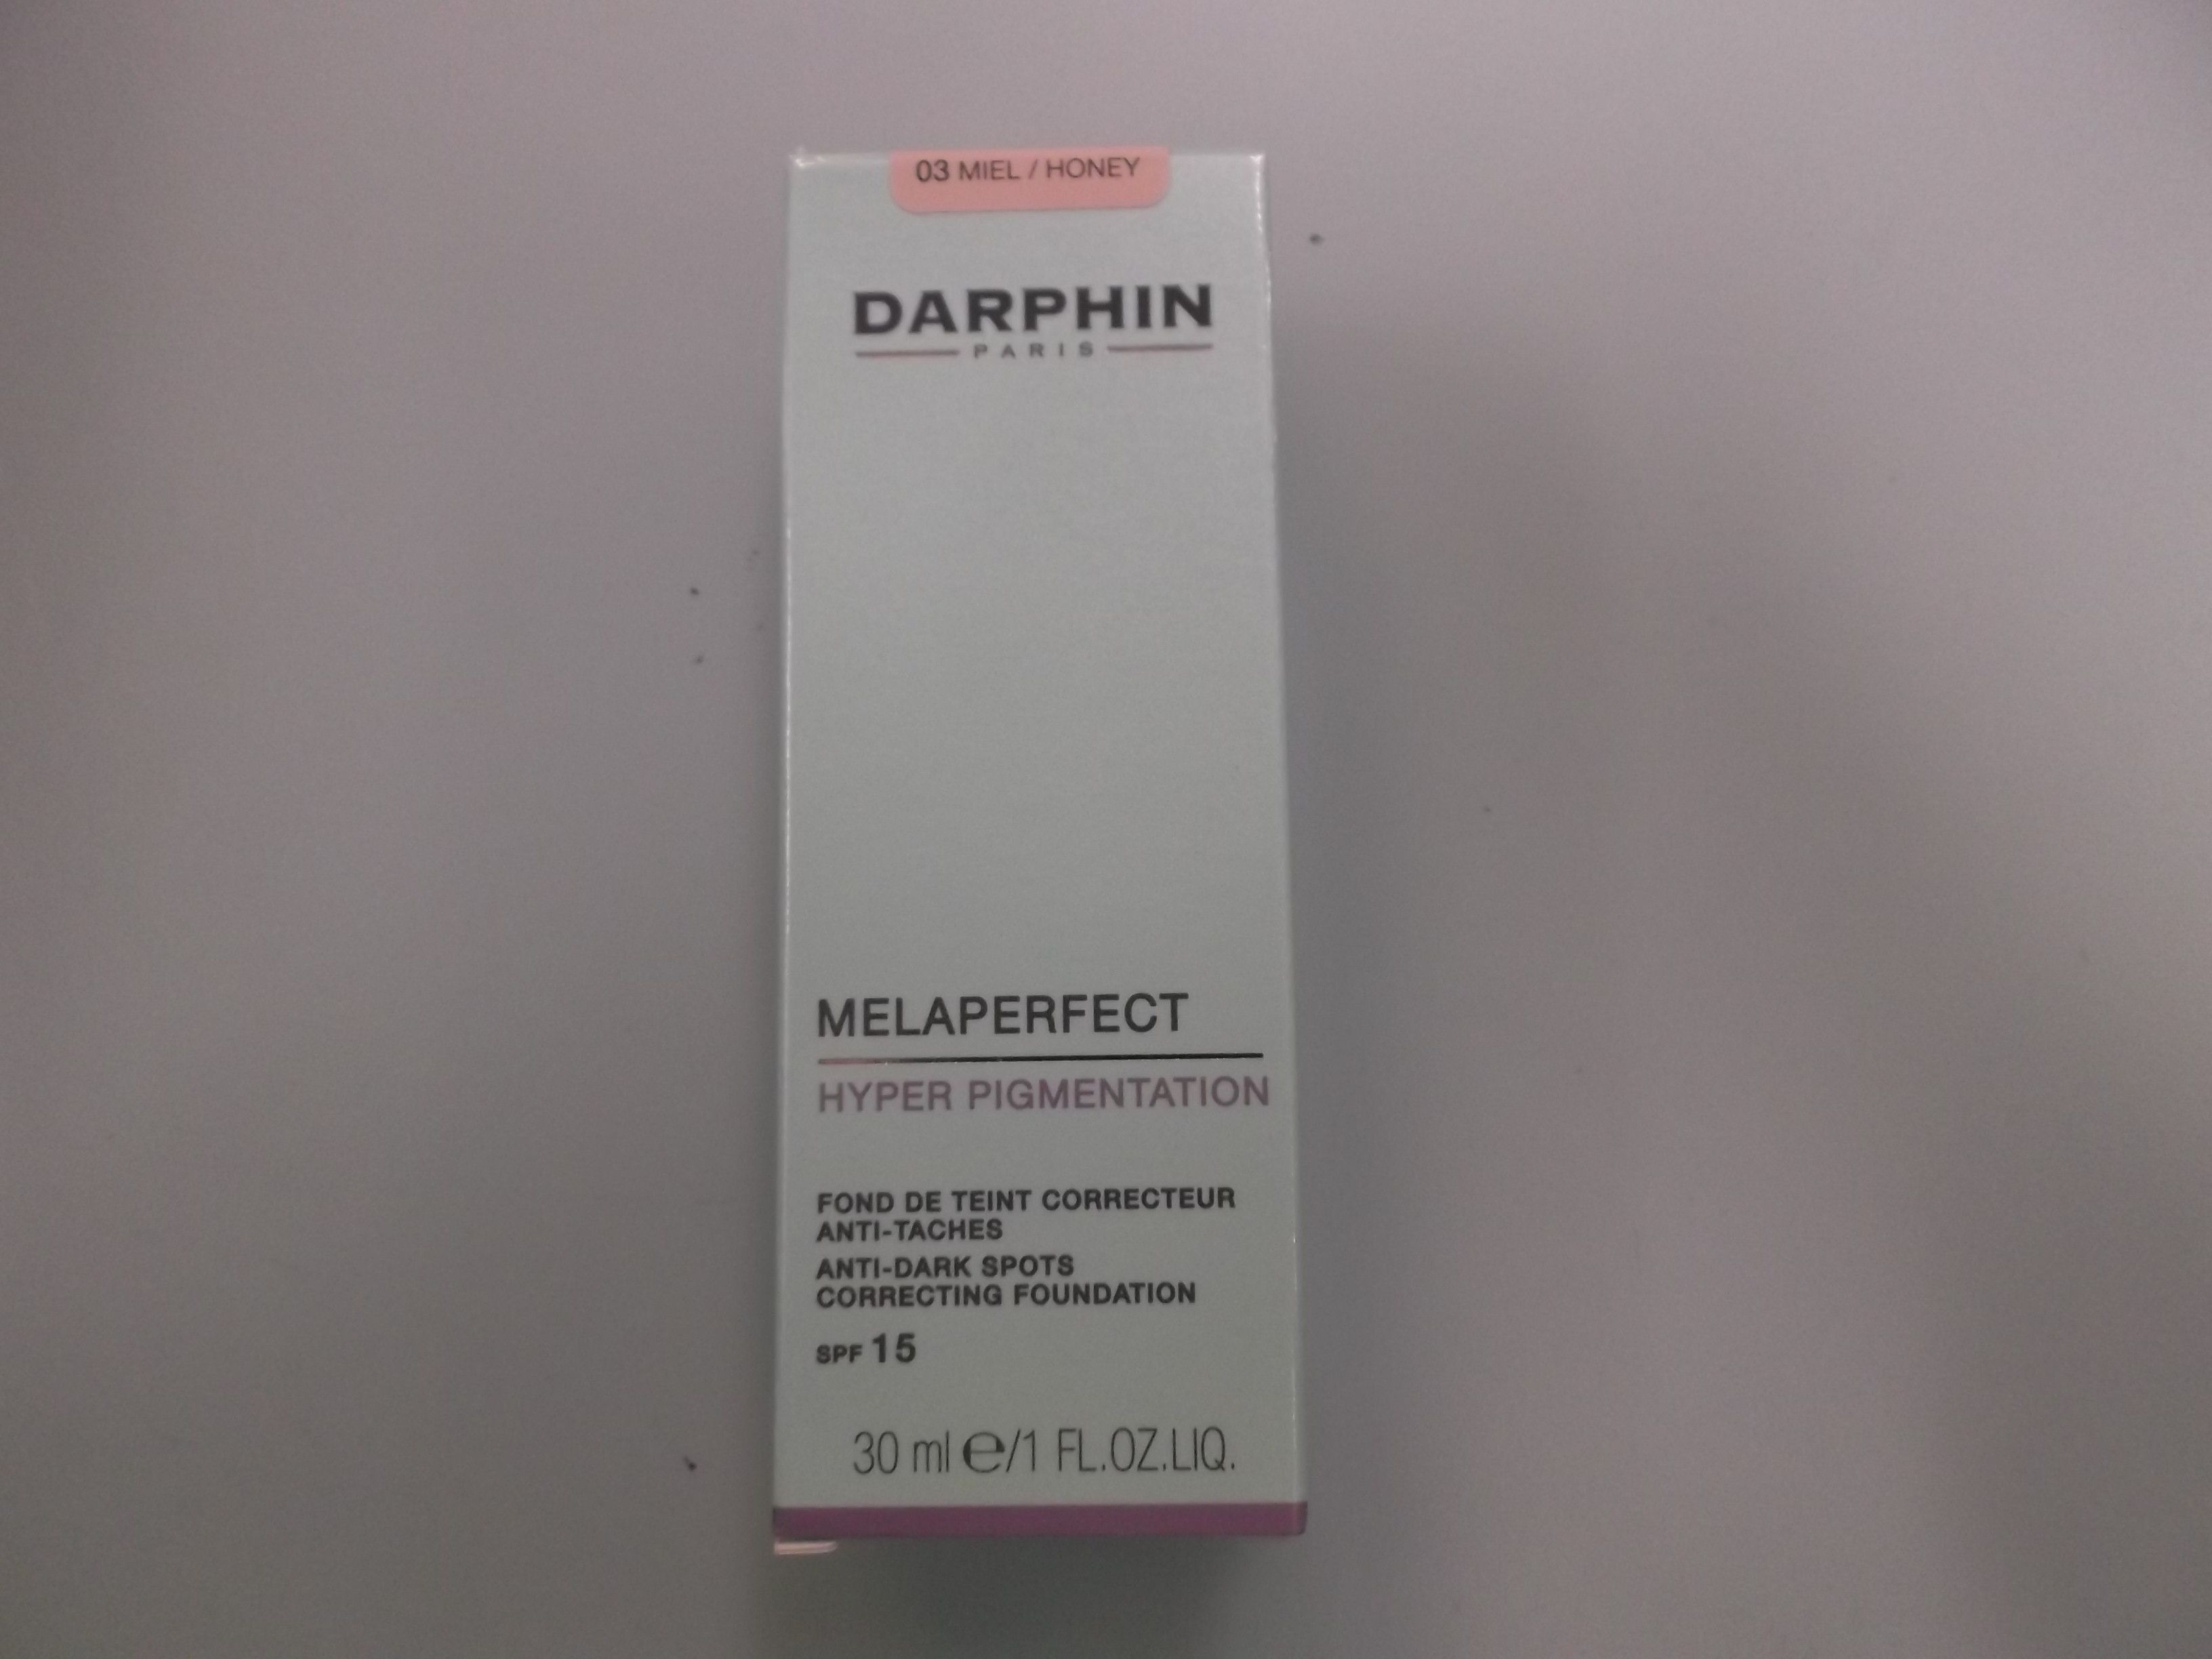 03 MIEL / HONEY
DARPHIN
PARIS
MELAPERFECT
HYPER PIGMENTATION
FOND DE TEINT CORRECTEUR
ANTI-TACHES
ANTI-DARK SPOTS
CORRECTING FOUNDATION
SPF 15
30 ml e/1 FL.OZ.LIQ.